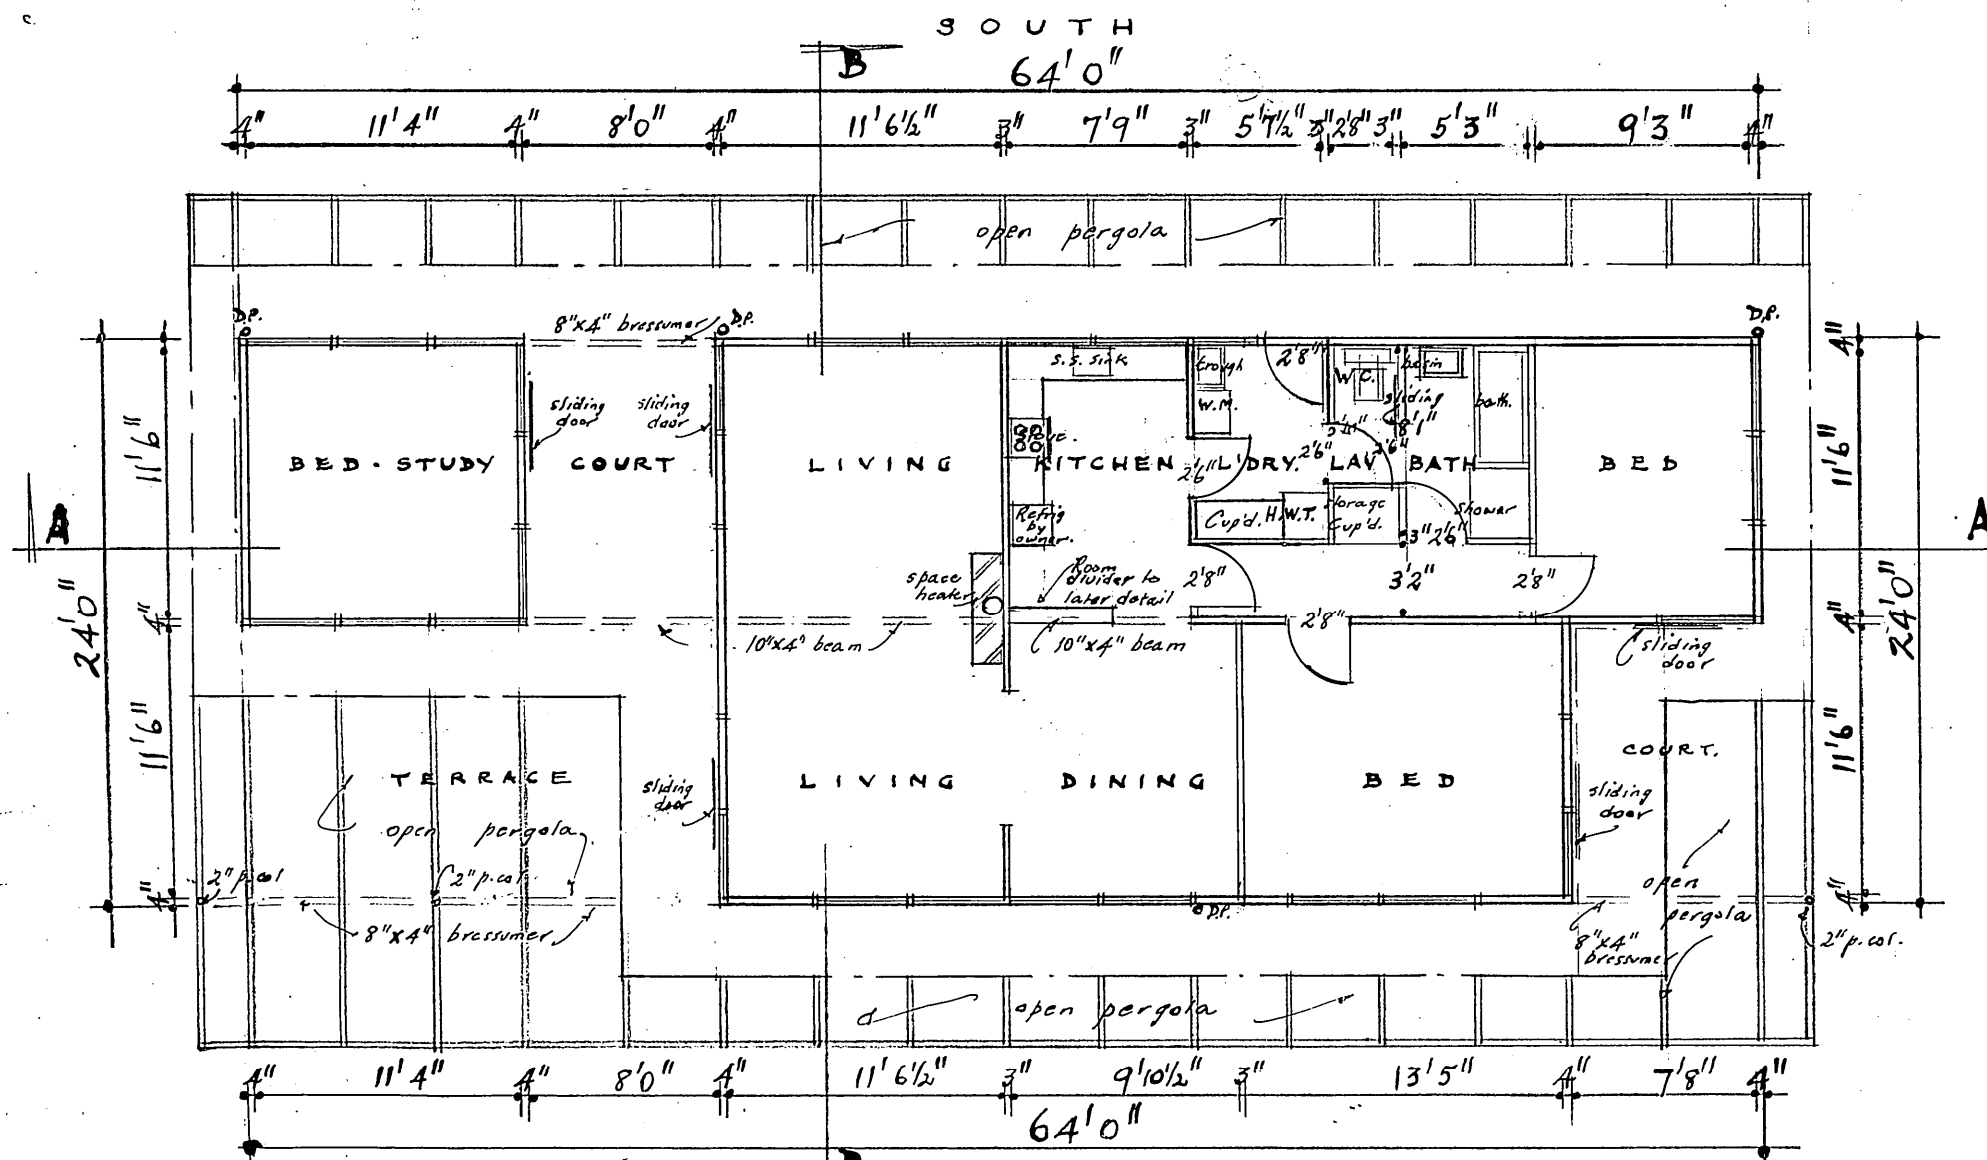 SOUTH
B
64'0"
4" 11'4" 4" 8'0" 4" 11'6½" 3" 7'9" 3" 5'7½" 3" 2'8" 3" 5'3" 9'3" 4"
open pergola
D.P. 8"x4" bressumer D.P. D.P.
s.s. sink trough 2'8" W.C. basin
W.M. sliding bath.
sliding door
sliding door
11'6" 4" 11'6" 4"
24'0"
4" 11'6" 4" 11'6" 4"
24'0"
BED-STUDY COURT LIVING KITCHEN L'DRY. LAV BATH BED
2'6" 2'6" 2'6"
A A
Refrig by owner.
Cup'd. H.W.T. storage Cup'd. shower
3" 2'6"
space heater
Room divider to later detail
2'8" 3'2" 2'8"
2'8"
10"x4" beam 10"x4" beam
sliding door
COURT.
TERRACE LIVING DINING BED
sliding door
sliding door
open pergola
2" p.col 2" p.col
open pergola
D.P.
8"x4" bressumer
8"x4" bressumer
2" p.col.
open pergola
4" 11'4" 4" 8'0" 4" 11'6½" 3" 9'10½" 3" 13'5" 4" 7'8" 4"
64'0"